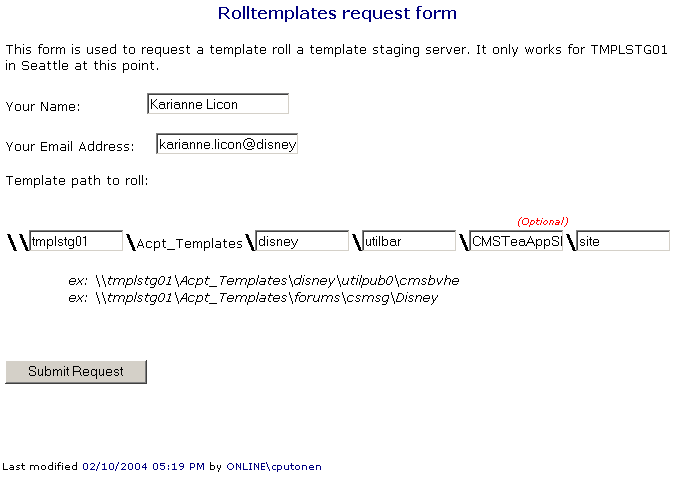 Rolltemplates request form
This form is used to request a template roll a template staging server. It only works for TMPLSTG01
in Seattle at this point.
Your Name: Karianne Licon
Your Email Address: karianne.licon@disney
Template path to roll:
(Optional)
\\ tmplstg01 \Acpt_Templates\ disney \ utilbar \ CMSTeaAppS \ site
ex: \\tmplstg01\Acpt_Templates\disney\utilpub0\cmsbvhe
ex: \\tmplstg01\Acpt_Templates\forums\csmsg\Disney
Submit Request
Last modified 02/10/2004 05:19 PM by ONLINE\cputonen